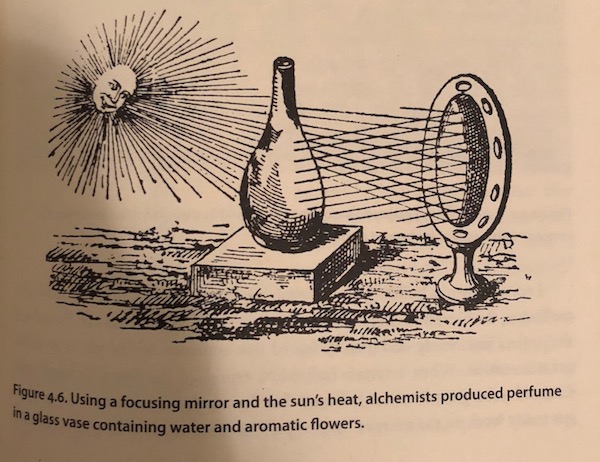 Figure 4.6. Using a focusing mirror and the sun's heat, alchemists produced perfume
in a glass vase containing water and aromatic flowers.